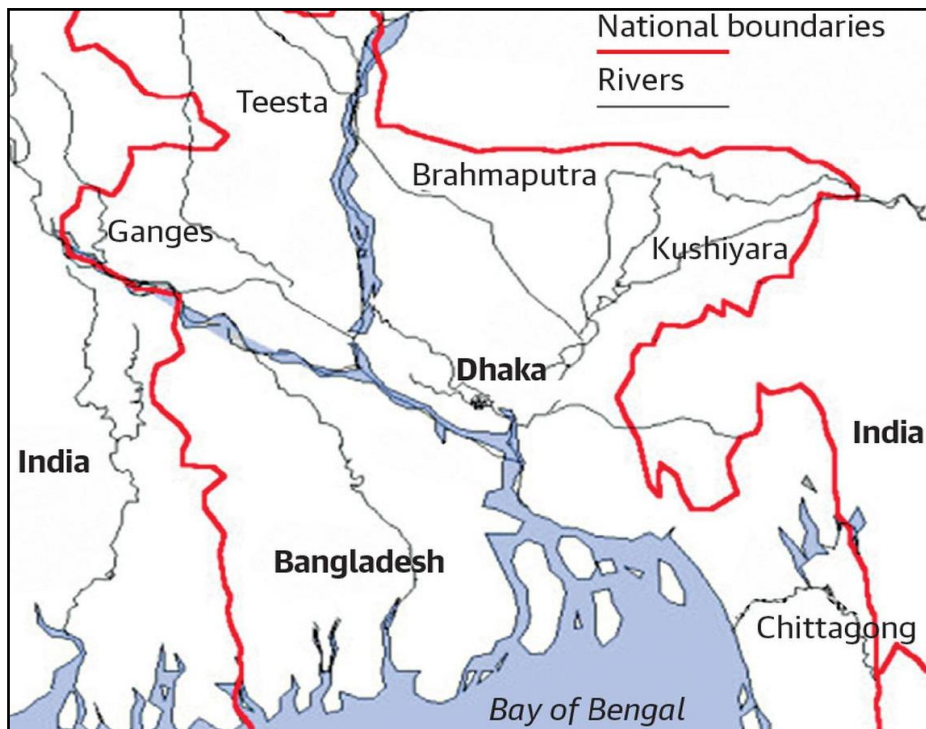 National boundaries
Rivers
Teesta
Brahmaputra
Ganges
Kushiyara
Dhaka
India
India
Bangladesh
Chittagong
Bay of Bengal